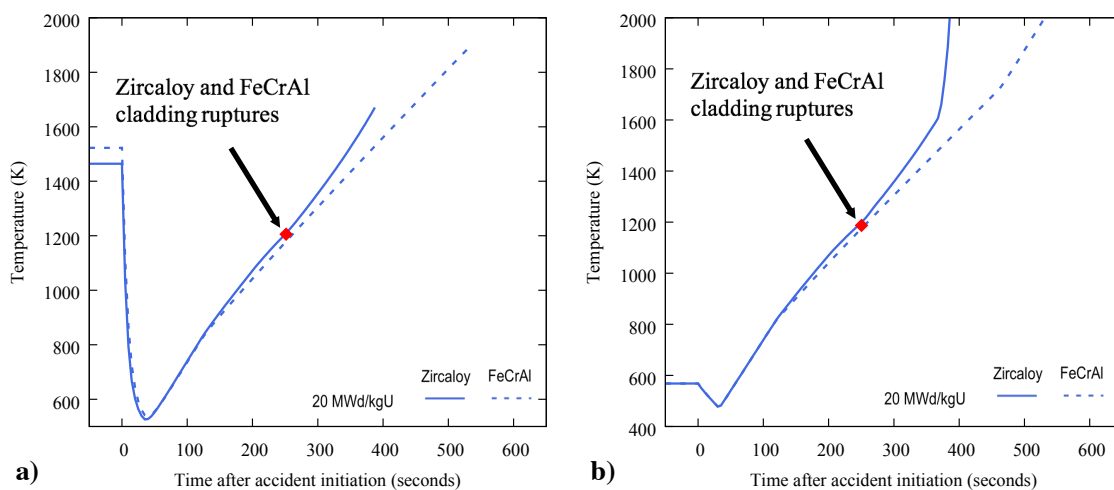 2000
1800
1600
1400
1200
1000
800
600
Temperature (K)
Zircaloy and FeCrAl
cladding ruptures
Zircaloy FeCrAl
20 MWd/kgU
0 100 200 300 400 500 600
Time after accident initiation (seconds)
a)
2000
1800
1600
1400
1200
1000
800
600
400
Temperature (K)
Zircaloy and FeCrAl
cladding ruptures
Zircaloy FeCrAl
20 MWd/kgU
0 100 200 300 400 500 600
Time after accident initiation (seconds)
b)